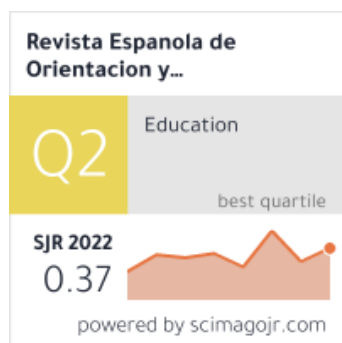 Revista Espanola de
Orientacion y...
Q2
Education
best quartile
SJR 2022
0.37
powered by scimagojr.com